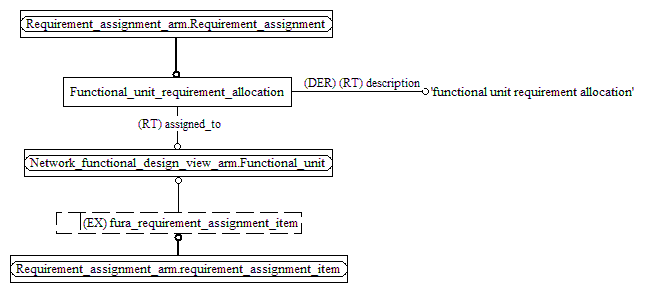 Requirement_assignment_arm.Requirement_assignment
Functional_unit_requirement_allocation
(DER) (RT) description
'functional unit requirement allocation'
(RT) assigned_to
Network_functional_design_view_arm.Functional_unit
(EX) fura_requirement_assignment_item
Requirement_assignment_arm.requirement_assignment_item